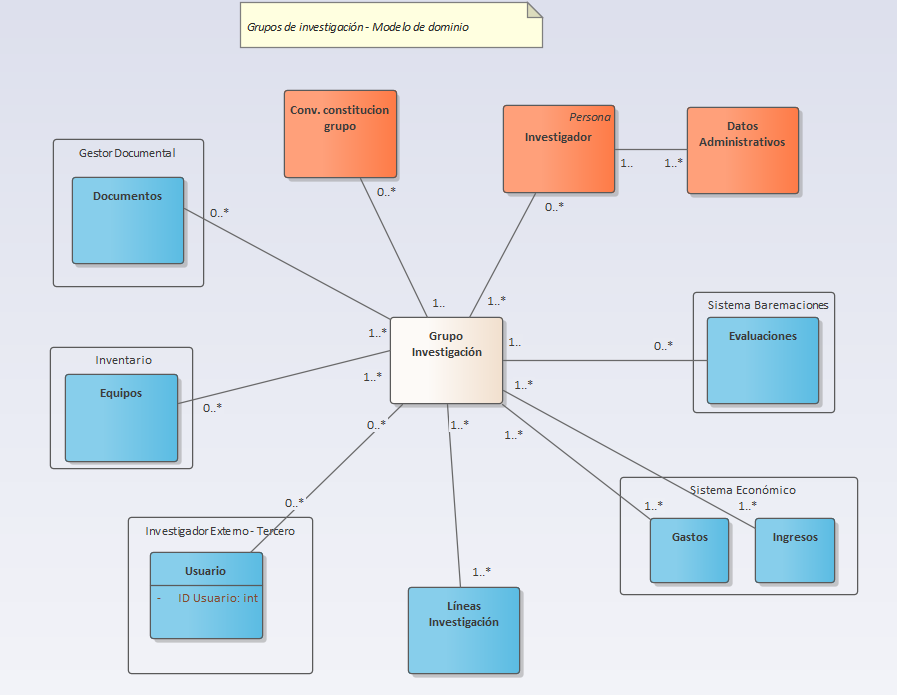 Grupos de investigación - Modelo de dominio
Conv. constitucion
grupo
0..*
Persona
Investigador
1..
1..*
Datos
Administrativos
0..*
Gestor Documental
Documentos
0..*
1..
1..*
1..*
Grupo
Investigación
1..
Sistema Baremaciones
Evaluaciones
0..*
Inventario
Equipos
0..*
1..*
1..*
0..*
1..*
1..*
Sistema Económico
1..*
1..*
Gastos
Ingresos
0..*
Investigador Externo - Tercero
Usuario
- ID Usuario: int
1..*
Líneas
Investigación